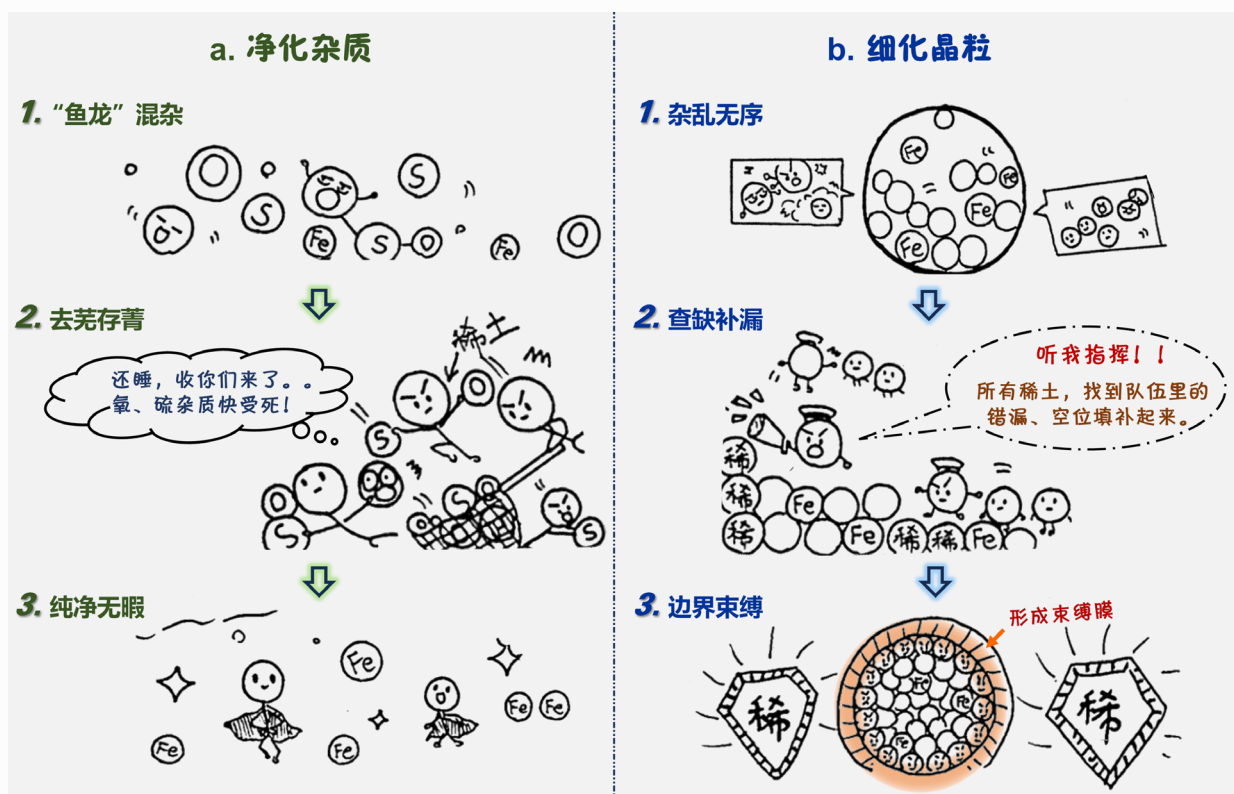 a. 净化杂质
1. “鱼龙”混杂
O
S
S
Fe
S
O
Fe
O
2. 去芜存菁
稀土
还睡，收你们来了。。
氧、硫杂质快受死！
O
S
O
S
S
O
O
S
3. 纯净无暇
Fe
Fe
Fe
Fe
Fe
b. 细化晶粒
1. 杂乱无序
Fe
Fe
Fe
Fe
2. 查缺补漏
听我指挥！！
所有稀土，找到队伍里的
错漏、空位填补起来。
稀
稀
Fe
稀
Fe
稀
稀
Fe
3. 边界束缚
形成束缚膜
稀
Fe
Fe
Fe
稀